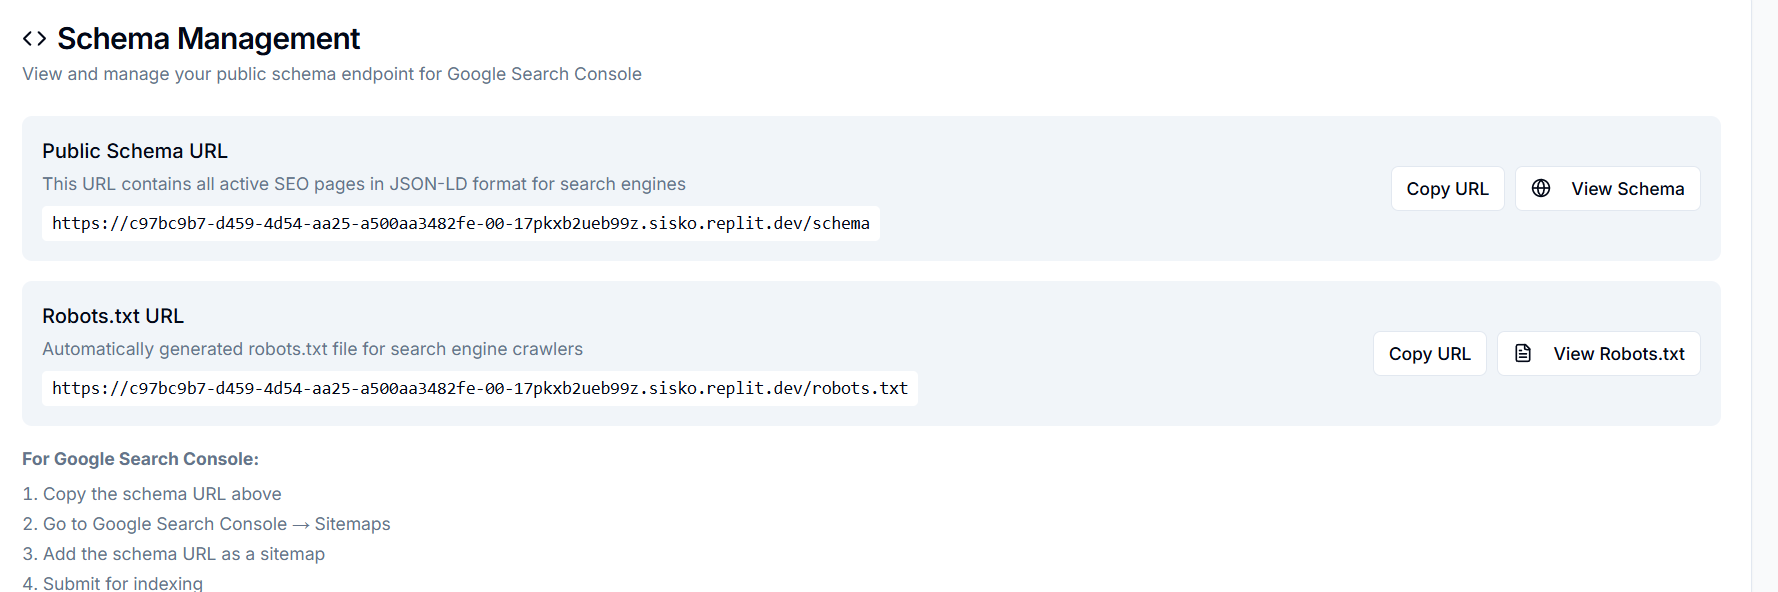 Schema Management
View and manage your public schema endpoint for Google Search Console
Public Schema URL
This URL contains all active SEO pages in JSON-LD format for search engines
https://c97bc9b7-d459-4d54-aa25-a500aa3482fe-00-17pkxb2ueb99z.sisko.replit.dev/schema
Copy URL
View Schema
Robots.txt URL
Automatically generated robots.txt file for search engine crawlers
https://c97bc9b7-d459-4d54-aa25-a500aa3482fe-00-17pkxb2ueb99z.sisko.replit.dev/robots.txt
Copy URL
View Robots.txt
For Google Search Console:
1. Copy the schema URL above
2. Go to Google Search Console → Sitemaps
3. Add the schema URL as a sitemap
4. Submit for indexing